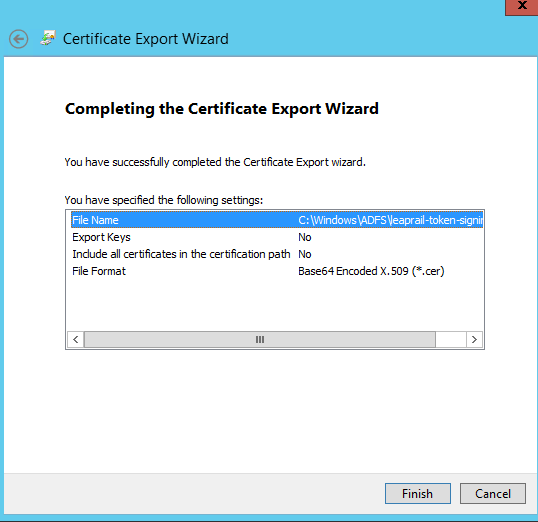 x
Certificate Export Wizard
Completing the Certificate Export Wizard
You have successfully completed the Certificate Export wizard.
You have specified the following settings:
File Name C:\Windows\ADFS\leaprail-token-signin
Export Keys No
Include all certificates in the certification path No
File Format Base64 Encoded X.509 (*.cer)
Finish Cancel